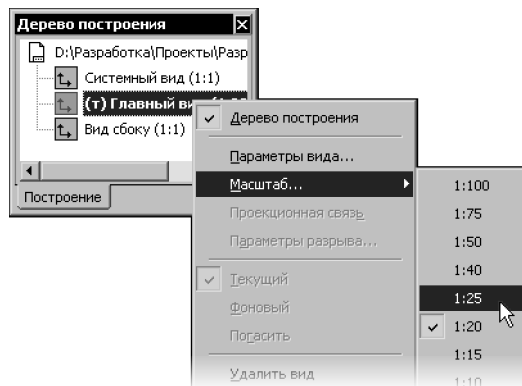 Дерево построения
D:\Разработка\Проекты\Разр
Системный вид (1:1)
(т) Главный
Вид сбоку (1:1)
Построение
Дерево построения
Параметры вида...
Масштаб...
Проекционная связь
Параметры разрыва...
Текущий
Фоновый
Погасить
Удалить вид
1:100
1:75
1:50
1:40
1:25
1:20
1:15
1:10